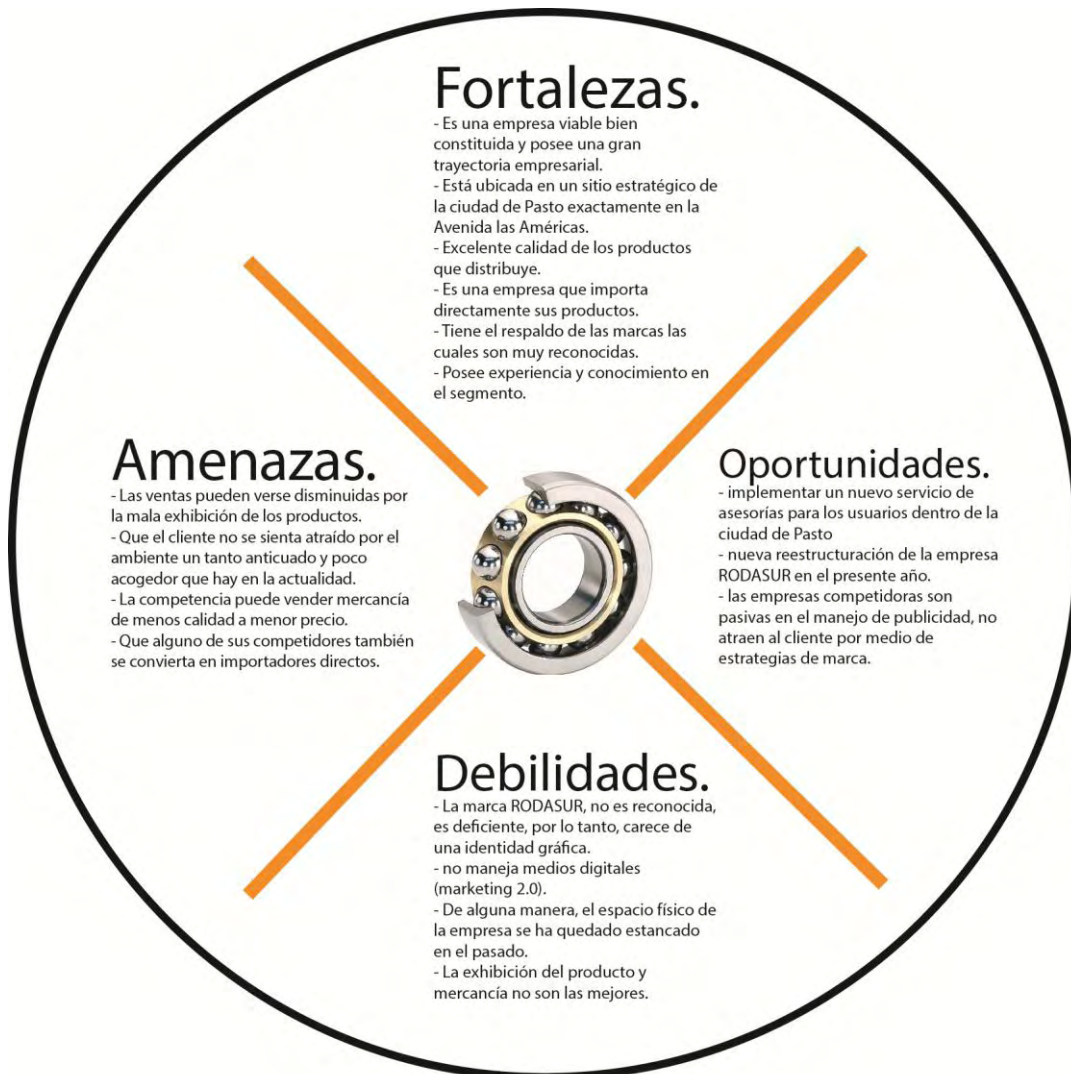 Fortalezas.
- Es una empresa viable bien
constituida y posee una gran
trayectoria empresarial.
- Está ubicada en un sitio estratégico de
la ciudad de Pasto exactamente en la
Avenida las Américas.
- Excelente calidad de los productos
que distribuye.
- Es una empresa que importa
directamente sus productos.
- Tiene el respaldo de las marcas las
cuales son muy reconocidas.
- Posee experiencia y conocimiento en
el segmento.
Amenazas.
- Las ventas pueden verse disminuidas por
la mala exhibición de los productos.
- Que el cliente no se sienta atraído por el
ambiente un tanto anticuado y poco
acogedor que hay en la actualidad.
- La competencia puede vender mercancía
de menos calidad a menor precio.
- Que alguno de sus competidores también
se convierta en importadores directos.
Oportunidades.
- implementar un nuevo servicio de
asesorías para los usuarios dentro de la
ciudad de Pasto
- nueva reestructuración de la empresa
RODASUR en el presente año.
- las empresas competidoras son
pasivas en el manejo de publicidad, no
atraen al cliente por medio de
estrategias de marca.
Debilidades.
- La marca RODASUR, no es reconocida,
es deficiente, por lo tanto, carece de
una identidad gráfica.
- no maneja medios digitales
(marketing 2.0).
- De alguna manera, el espacio físico de
la empresa se ha quedado estancado
en el pasado.
- La exhibición del producto y
mercancía no son las mejores.